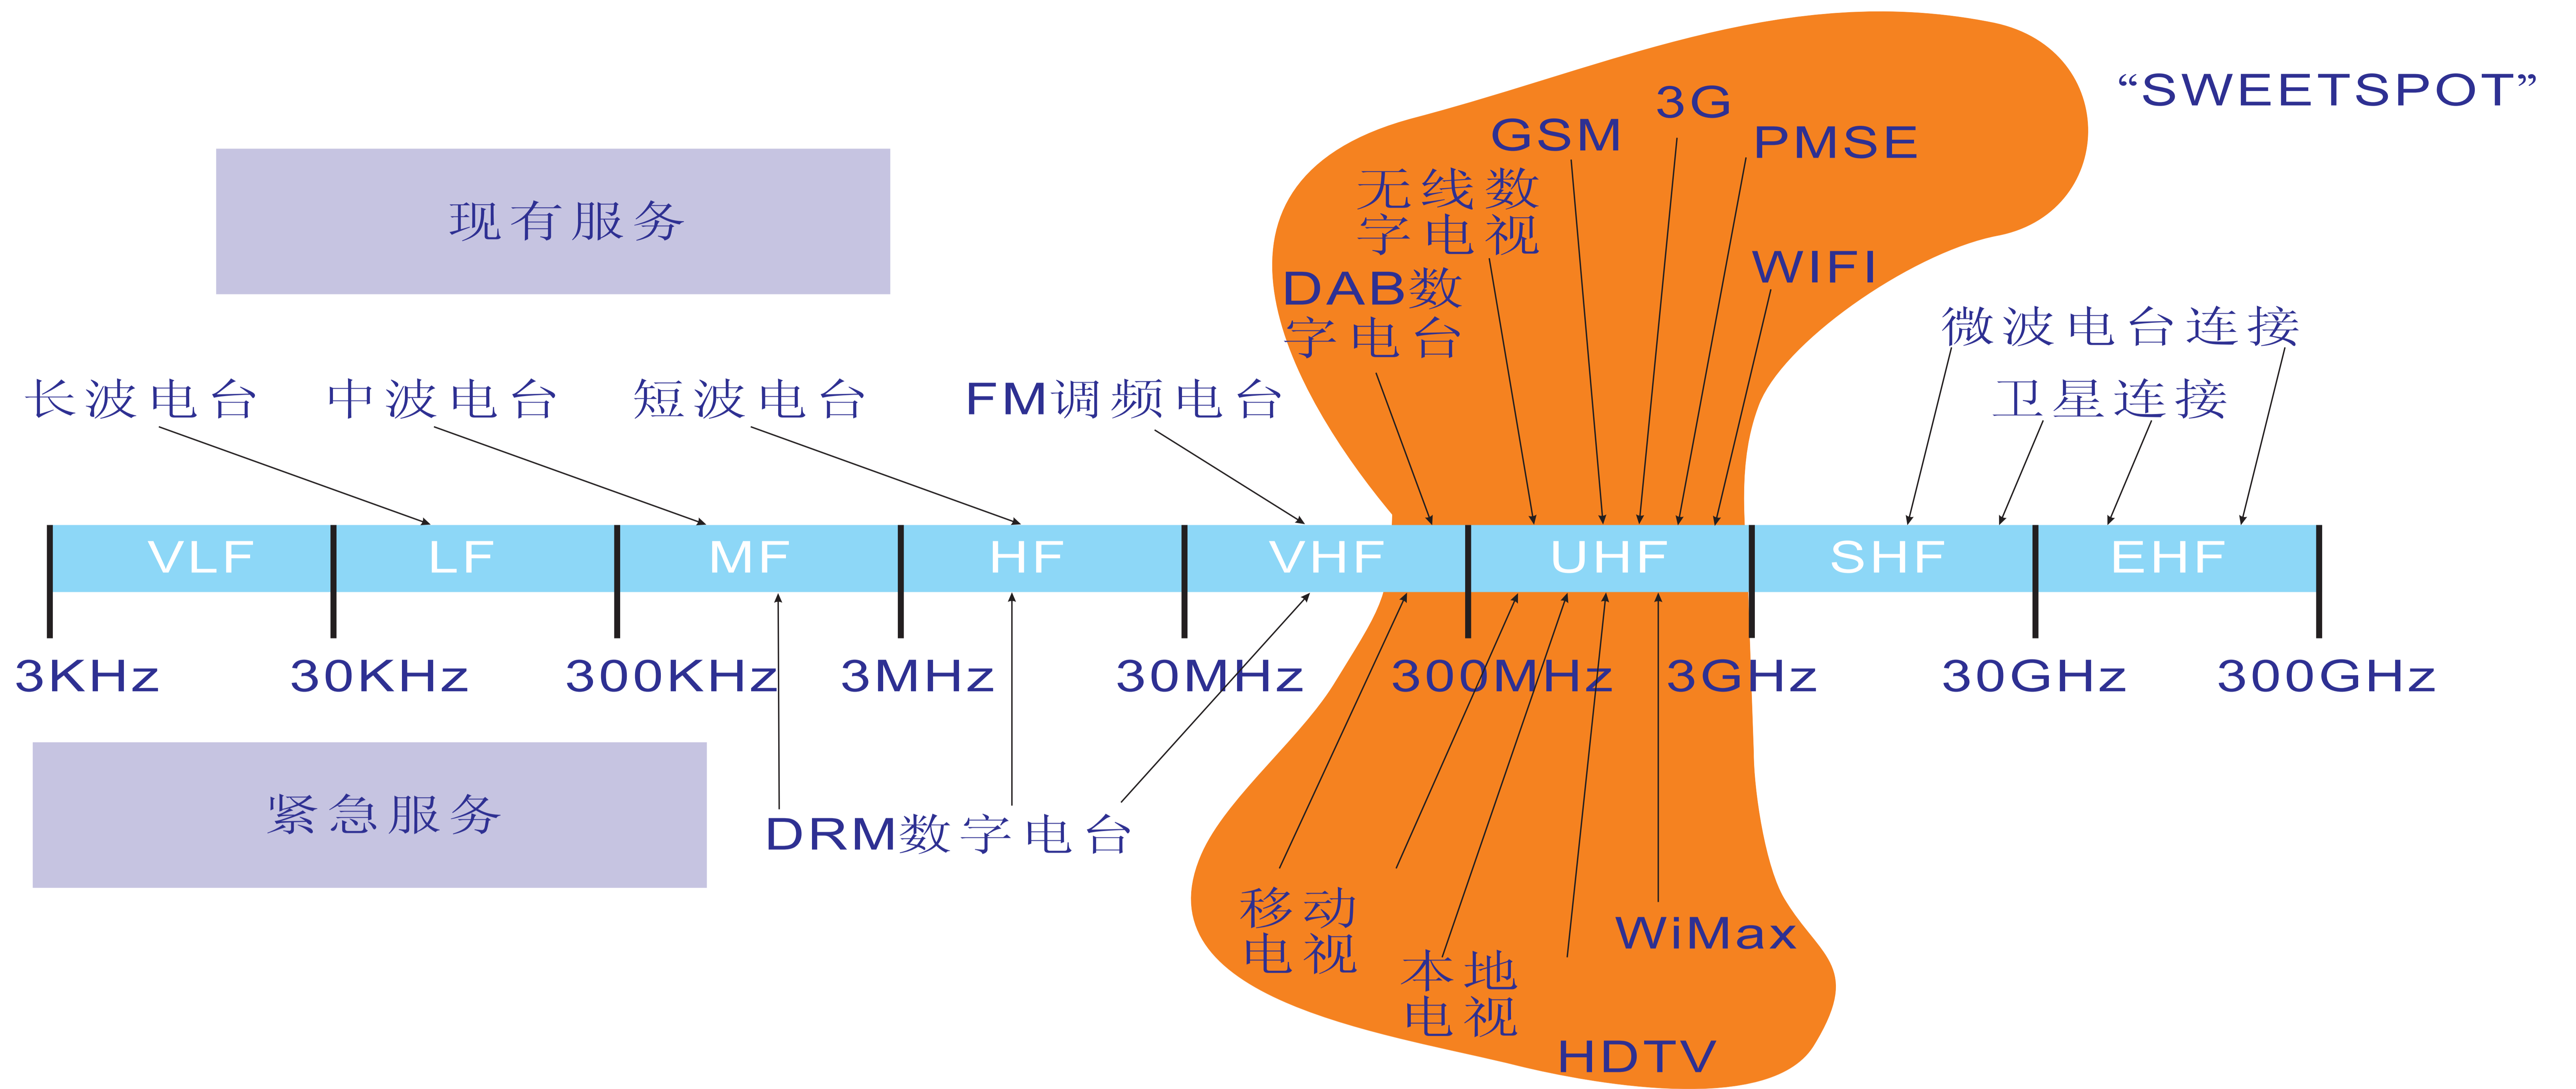 “SWEETSPOT”
3G
GSM
PMSE
现有服务
无线数
字电视
WIFI
DAB数
字电台
微波电台连接
卫星连接
长波电台
中波电台
短波电台
FM调频电台
VLF
LF
MF
HF
VHF
UHF
SHF
EHF
3KHz
30KHz
300KHz
3MHz
30MHz
300MHz
3GHz
30GHz
300GHz
紧急服务
DRM数字电台
移动
电视
WiMax
本地
电视
HDTV